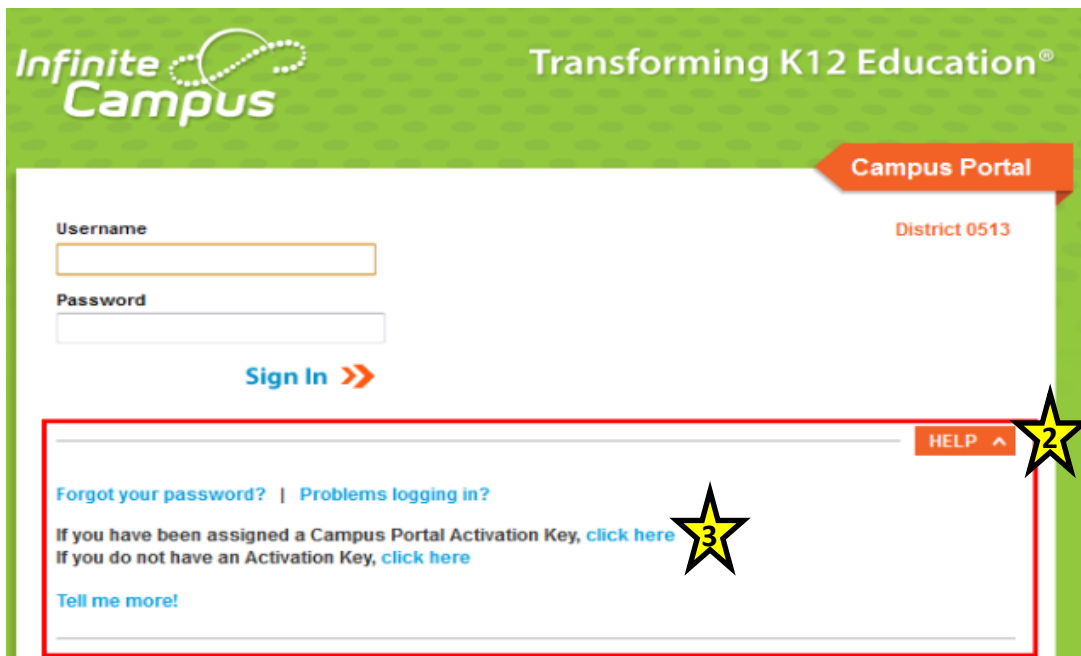 Infinite
Campus
Transforming K12 Education®
Campus Portal
Username
District 0513
Password
Sign In
HELP
2
Forgot your password? | Problems logging in?
If you have been assigned a Campus Portal Activation Key, click here
3
If you do not have an Activation Key, click here
Tell me more!